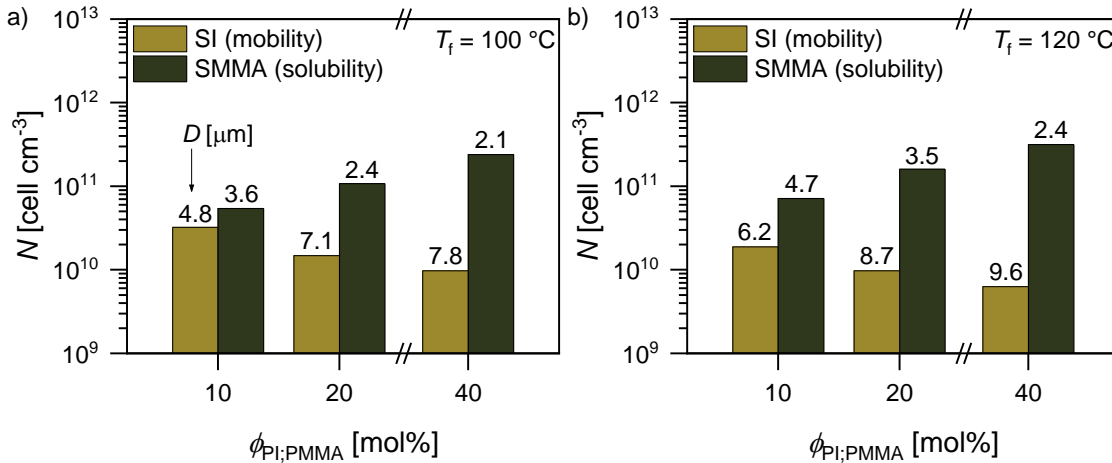 a)
N [cell cm⁻³]
10¹³
10¹²
10¹¹
10¹⁰
10⁹
SI (mobility)
SMMA (solubility)
T_f = 100 °C
D [μm]
4.8 3.6 7.1 2.4 7.8 2.1
10 20 40
ϕ_PI;PMMA [mol%]
b)
N [cell cm⁻³]
10¹³
10¹²
10¹¹
10¹⁰
10⁹
SI (mobility)
SMMA (solubility)
T_f = 120 °C
6.2 4.7 8.7 3.5 9.6 2.4
10 20 40
ϕ_PI;PMMA [mol%]